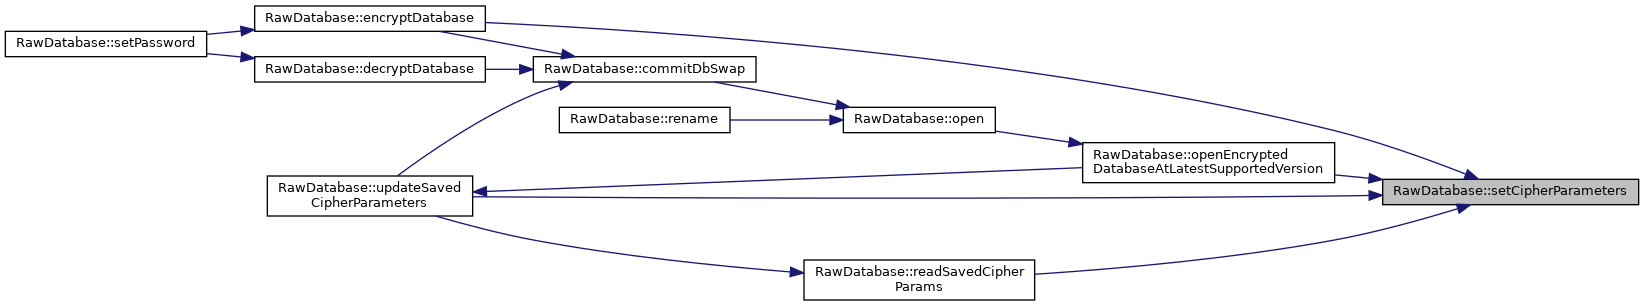 RawDatabase::encryptDatabase
RawDatabase::setPassword
RawDatabase::decryptDatabase
RawDatabase::commitDbSwap
RawDatabase::rename
RawDatabase::open
RawDatabase::openEncrypted
DatabaseAtLatestSupportedVersion
RawDatabase::updateSaved
CipherParameters
RawDatabase::setCipherParameters
RawDatabase::readSavedCipher
Params